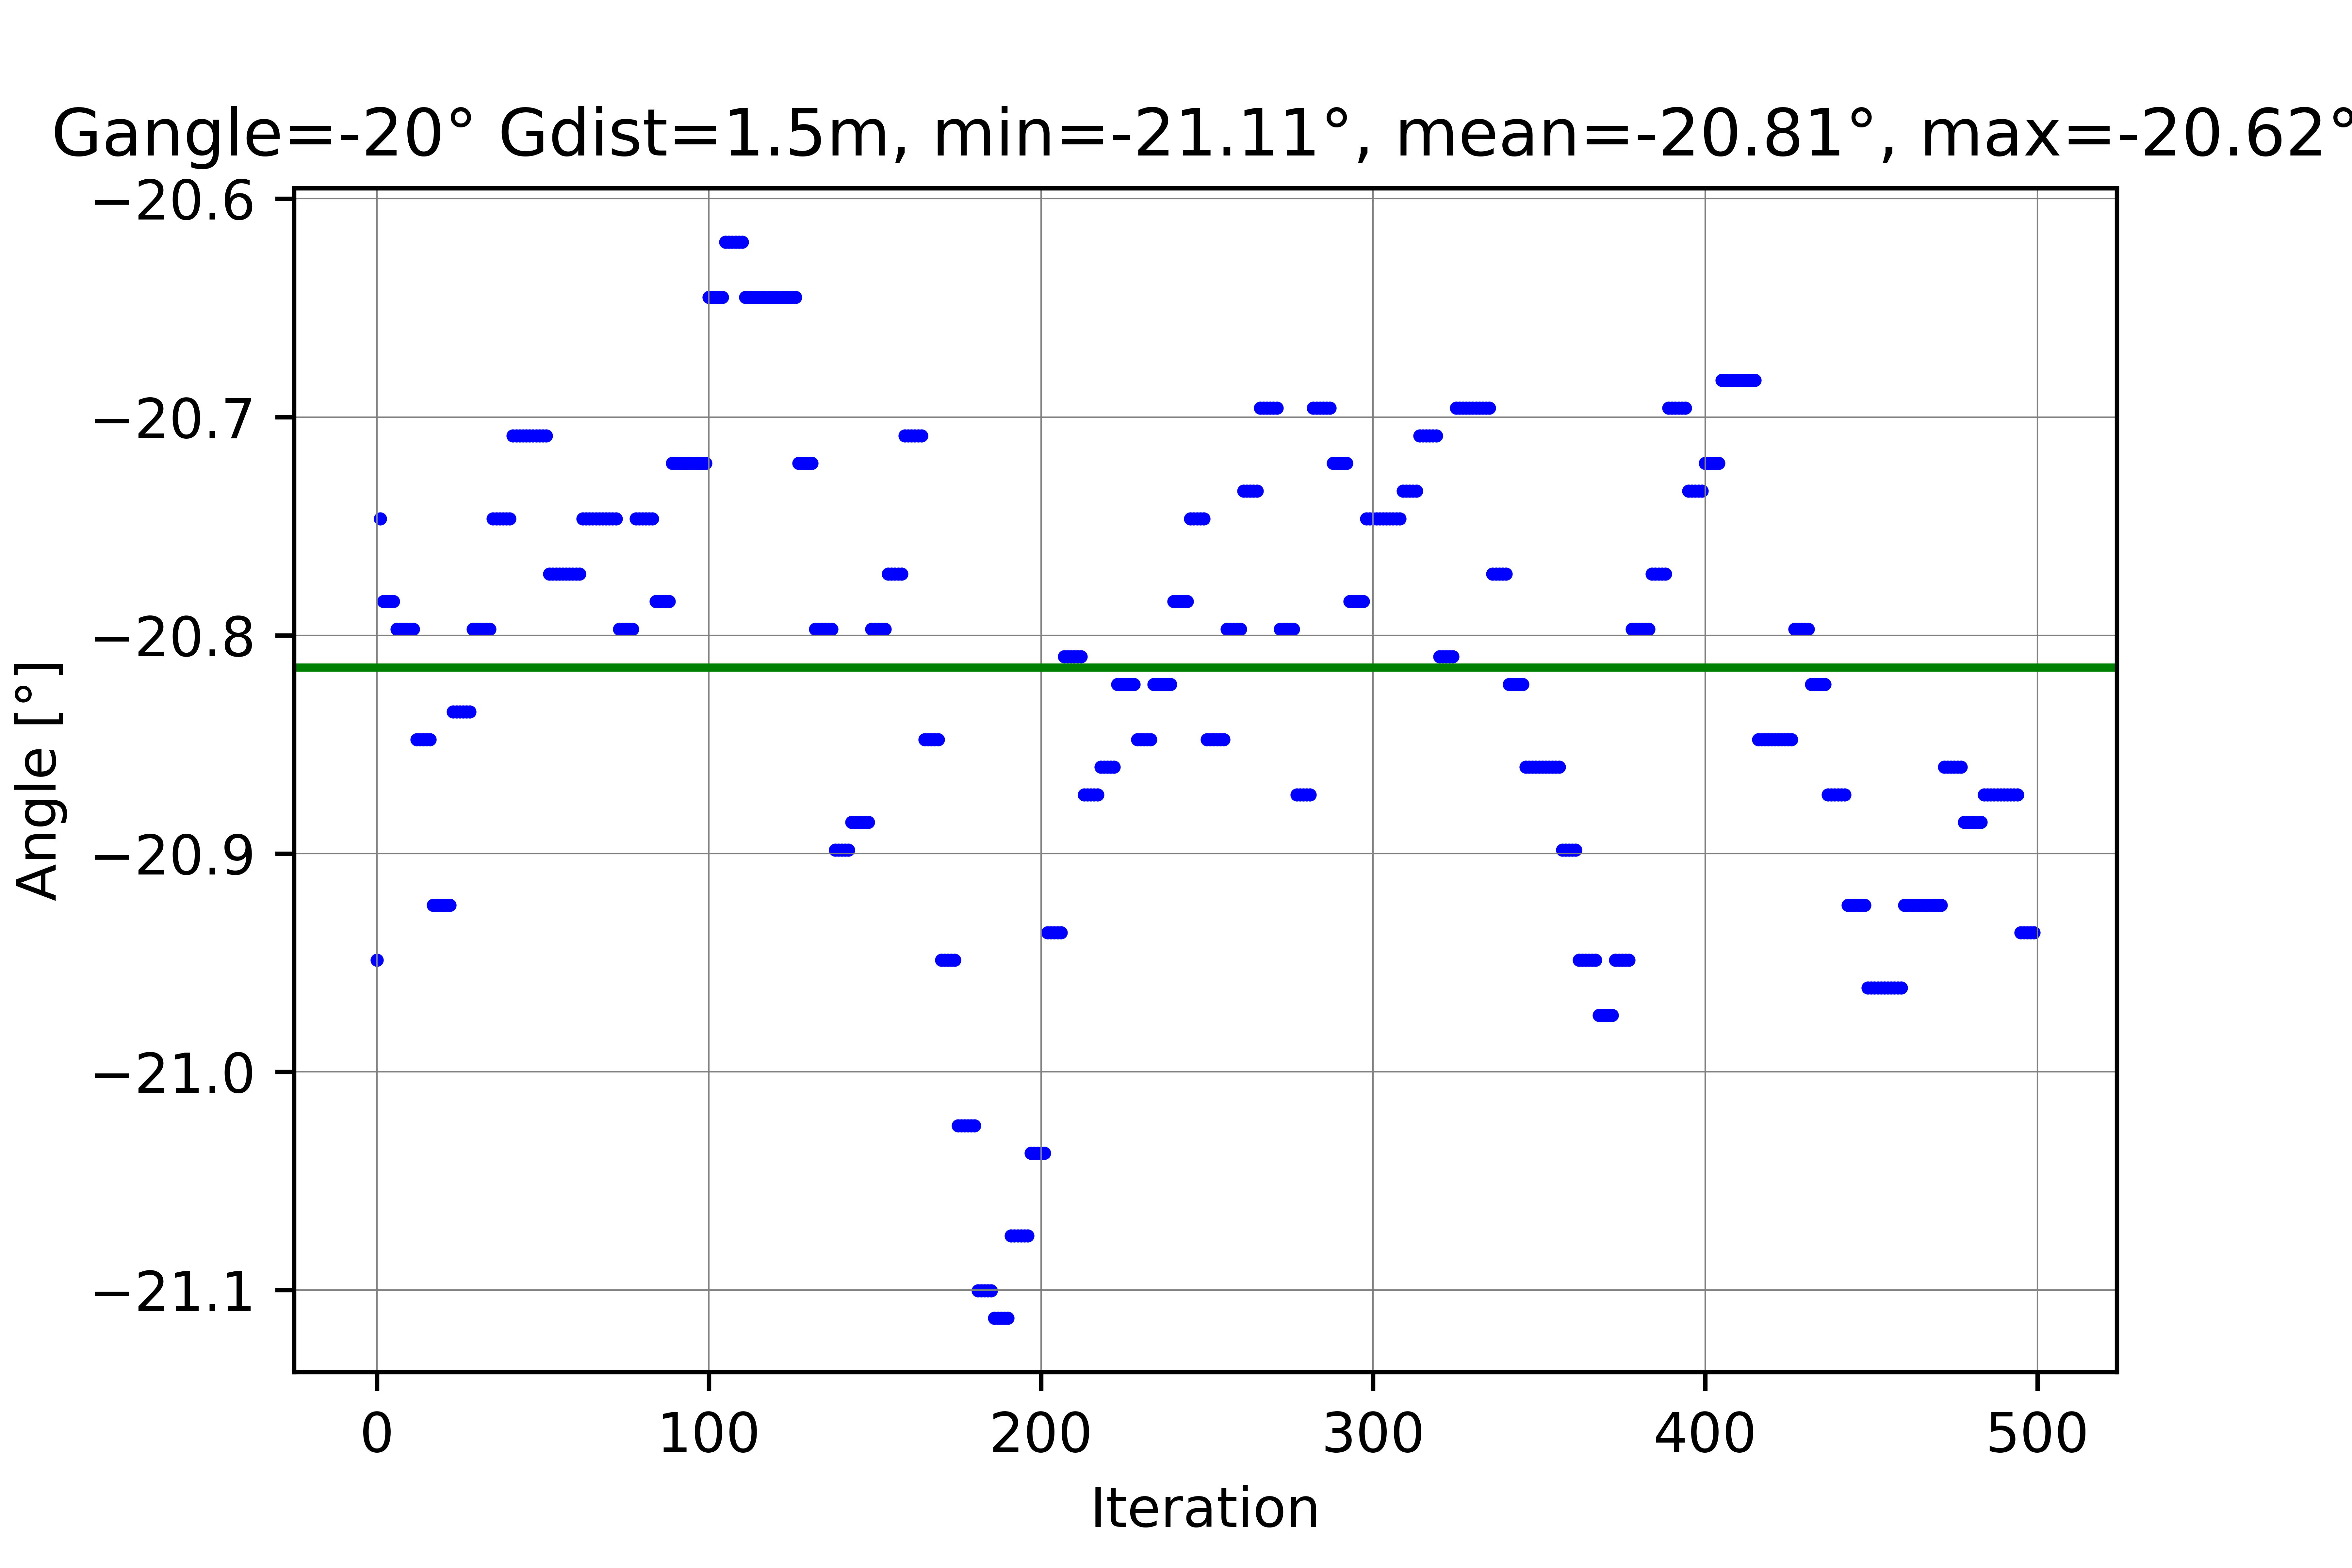 Gangle=-20° Gdist=1.5m, min=-21.11° , mean=-20.81°, max=-20.62°
−20.6
−20.7
−20.8
−20.9
−21.0
−21.1
Angle [°]
0 100 200 300 400 500
Iteration